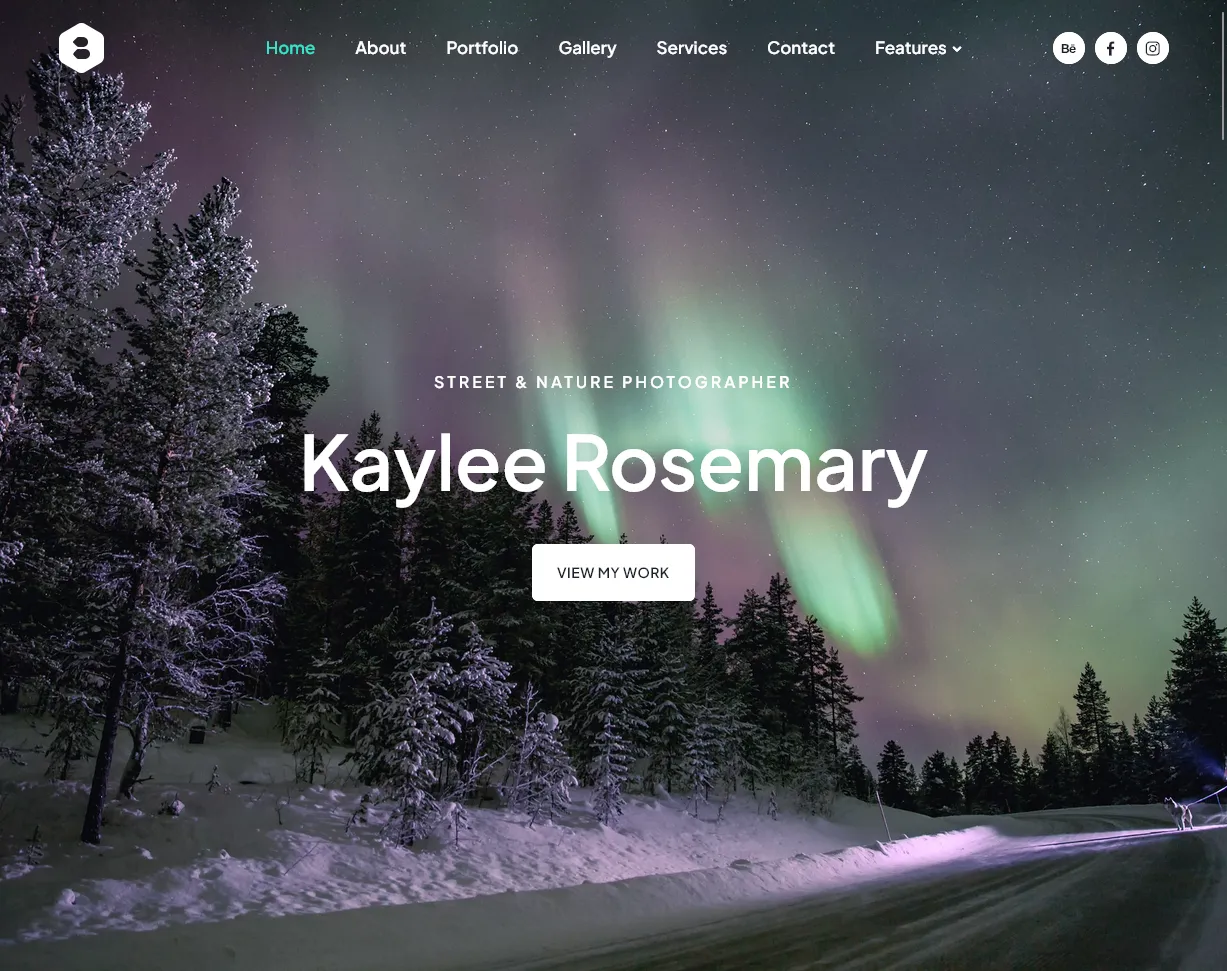 Home About Portfolio Gallery Services Contact Features Bē f
STREET & NATURE PHOTOGRAPHER
Kaylee Rosemary
VIEW MY WORK